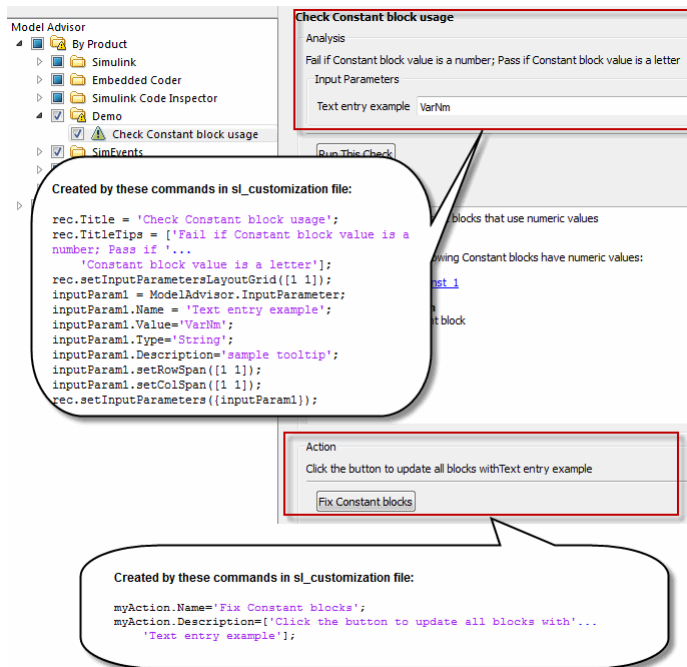 Model Advisor
By Product
Simulink
Embedded Coder
Simulink Code Inspector
Demo
Check Constant block usage
SimEvents
Check Constant block usage
Analysis
Fail if Constant block value is a number; Pass if Constant block value is a letter
Input Parameters
Text entry example VarNm
Run This Check
blocks that use numeric values
owing Constant blocks have numeric values:
nst_1
t block
Created by these commands in sl_customization file:
rec.Title = 'Check Constant block usage';
rec.TitleTips = ['Fail if Constant block value is a
number; Pass if '...
'Constant block value is a letter'];
rec.setInputParametersLayoutGrid([1 1]);
inputParam1 = ModelAdvisor.InputParameter;
inputParam1.Name = 'Text entry example';
inputParam1.Value='VarNm';
inputParam1.Type='String';
inputParam1.Description='sample tooltip';
inputParam1.setRowSpan([1 1]);
inputParam1.setColSpan([1 1]);
rec.setInputParameters({inputParam1});
Action
Click the button to update all blocks withText entry example
Fix Constant blocks
Created by these commands in sl_customization file:
myAction.Name='Fix Constant blocks';
myAction.Description=['Click the button to update all blocks with'...
'Text entry example'];